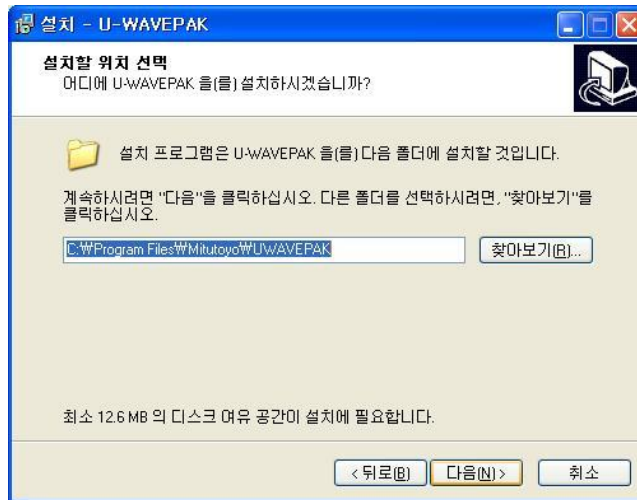 설치 - U-WAVEPAK
설치할 위치 선택
어디에 U-WAVEPAK 을(를) 설치하시겠습니까?
설치 프로그램은 U-WAVEPAK 을(를) 다음 폴더에 설치할 것입니다.
계속하시려면 "다음"을 클릭하십시오. 다른 폴더를 선택하시려면, "찾아보기"를
클릭하십시오.
C:₩Program Files₩Mitutoyo₩UWAVEPAK
찾아보기(R)...
최소 12.6 MB 의 디스크 여유 공간이 설치에 필요합니다.
< 뒤로(B) 다음(N) > 취소